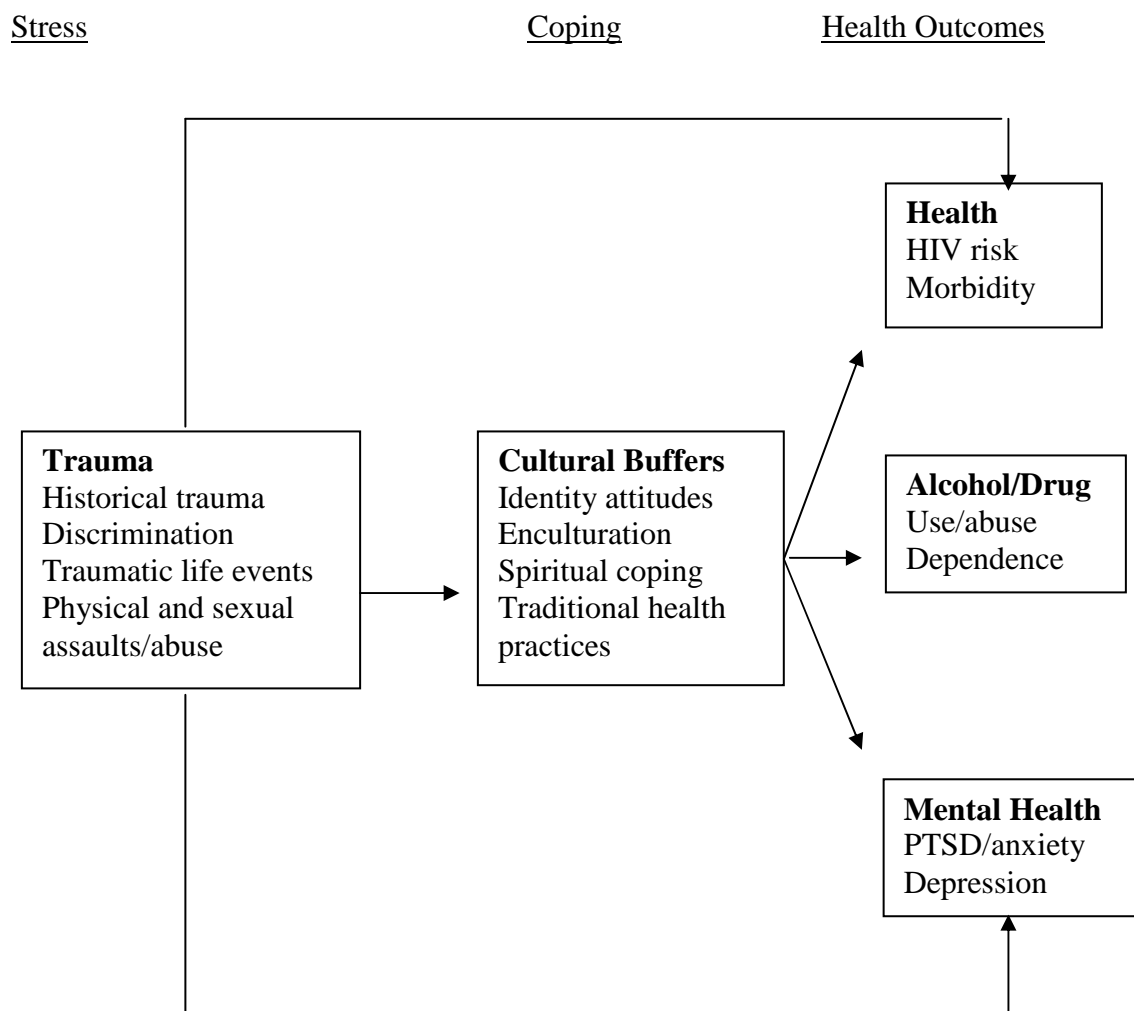 Stress
Coping
Health Outcomes
Health
HIV risk
Morbidity
Trauma
Historical trauma
Discrimination
Traumatic life events
Physical and sexual
assaults/abuse
Cultural Buffers
Identity attitudes
Enculturation
Spiritual coping
Traditional health
practices
Alcohol/Drug
Use/abuse
Dependence
Mental Health
PTSD/anxiety
Depression